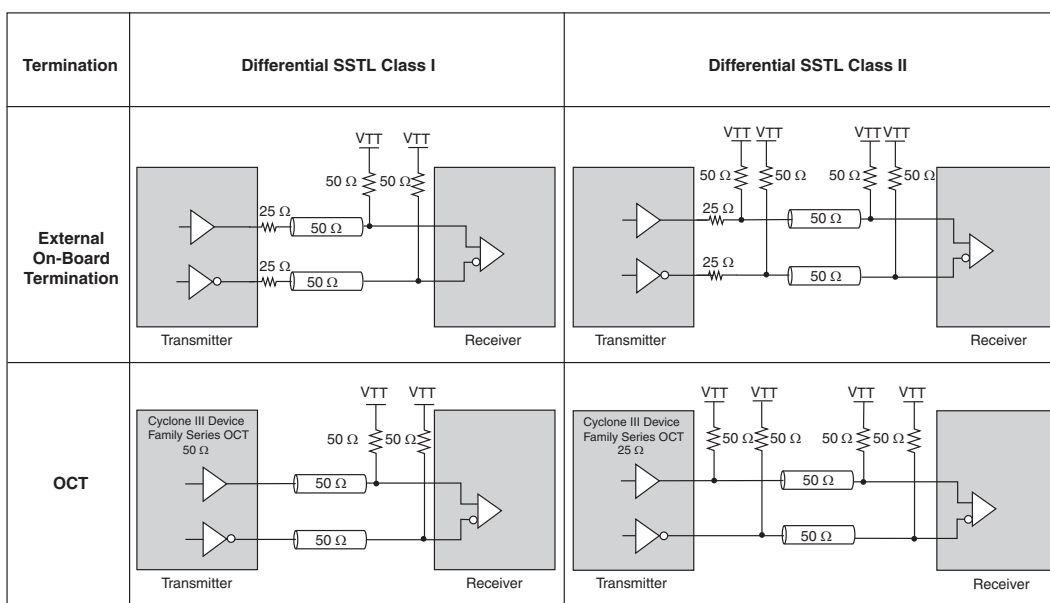 Termination
Differential SSTL Class I
Differential SSTL Class II
External
On-Board
Termination
VTT VTT
50 Ω 50 Ω
25 Ω
50 Ω
25 Ω
50 Ω
Transmitter
Receiver
VTT VTT VTT VTT
50 Ω 50 Ω 50 Ω 50 Ω
25 Ω
50 Ω
25 Ω
50 Ω
Transmitter
Receiver
OCT
Cyclone III Device
Family Series OCT
50 Ω
VTT VTT
50 Ω 50 Ω
50 Ω
50 Ω
Transmitter
Receiver
Cyclone III Device
Family Series OCT
25 Ω
VTT VTT VTT VTT
50 Ω 50 Ω 50 Ω 50 Ω
50 Ω
50 Ω
Transmitter
Receiver